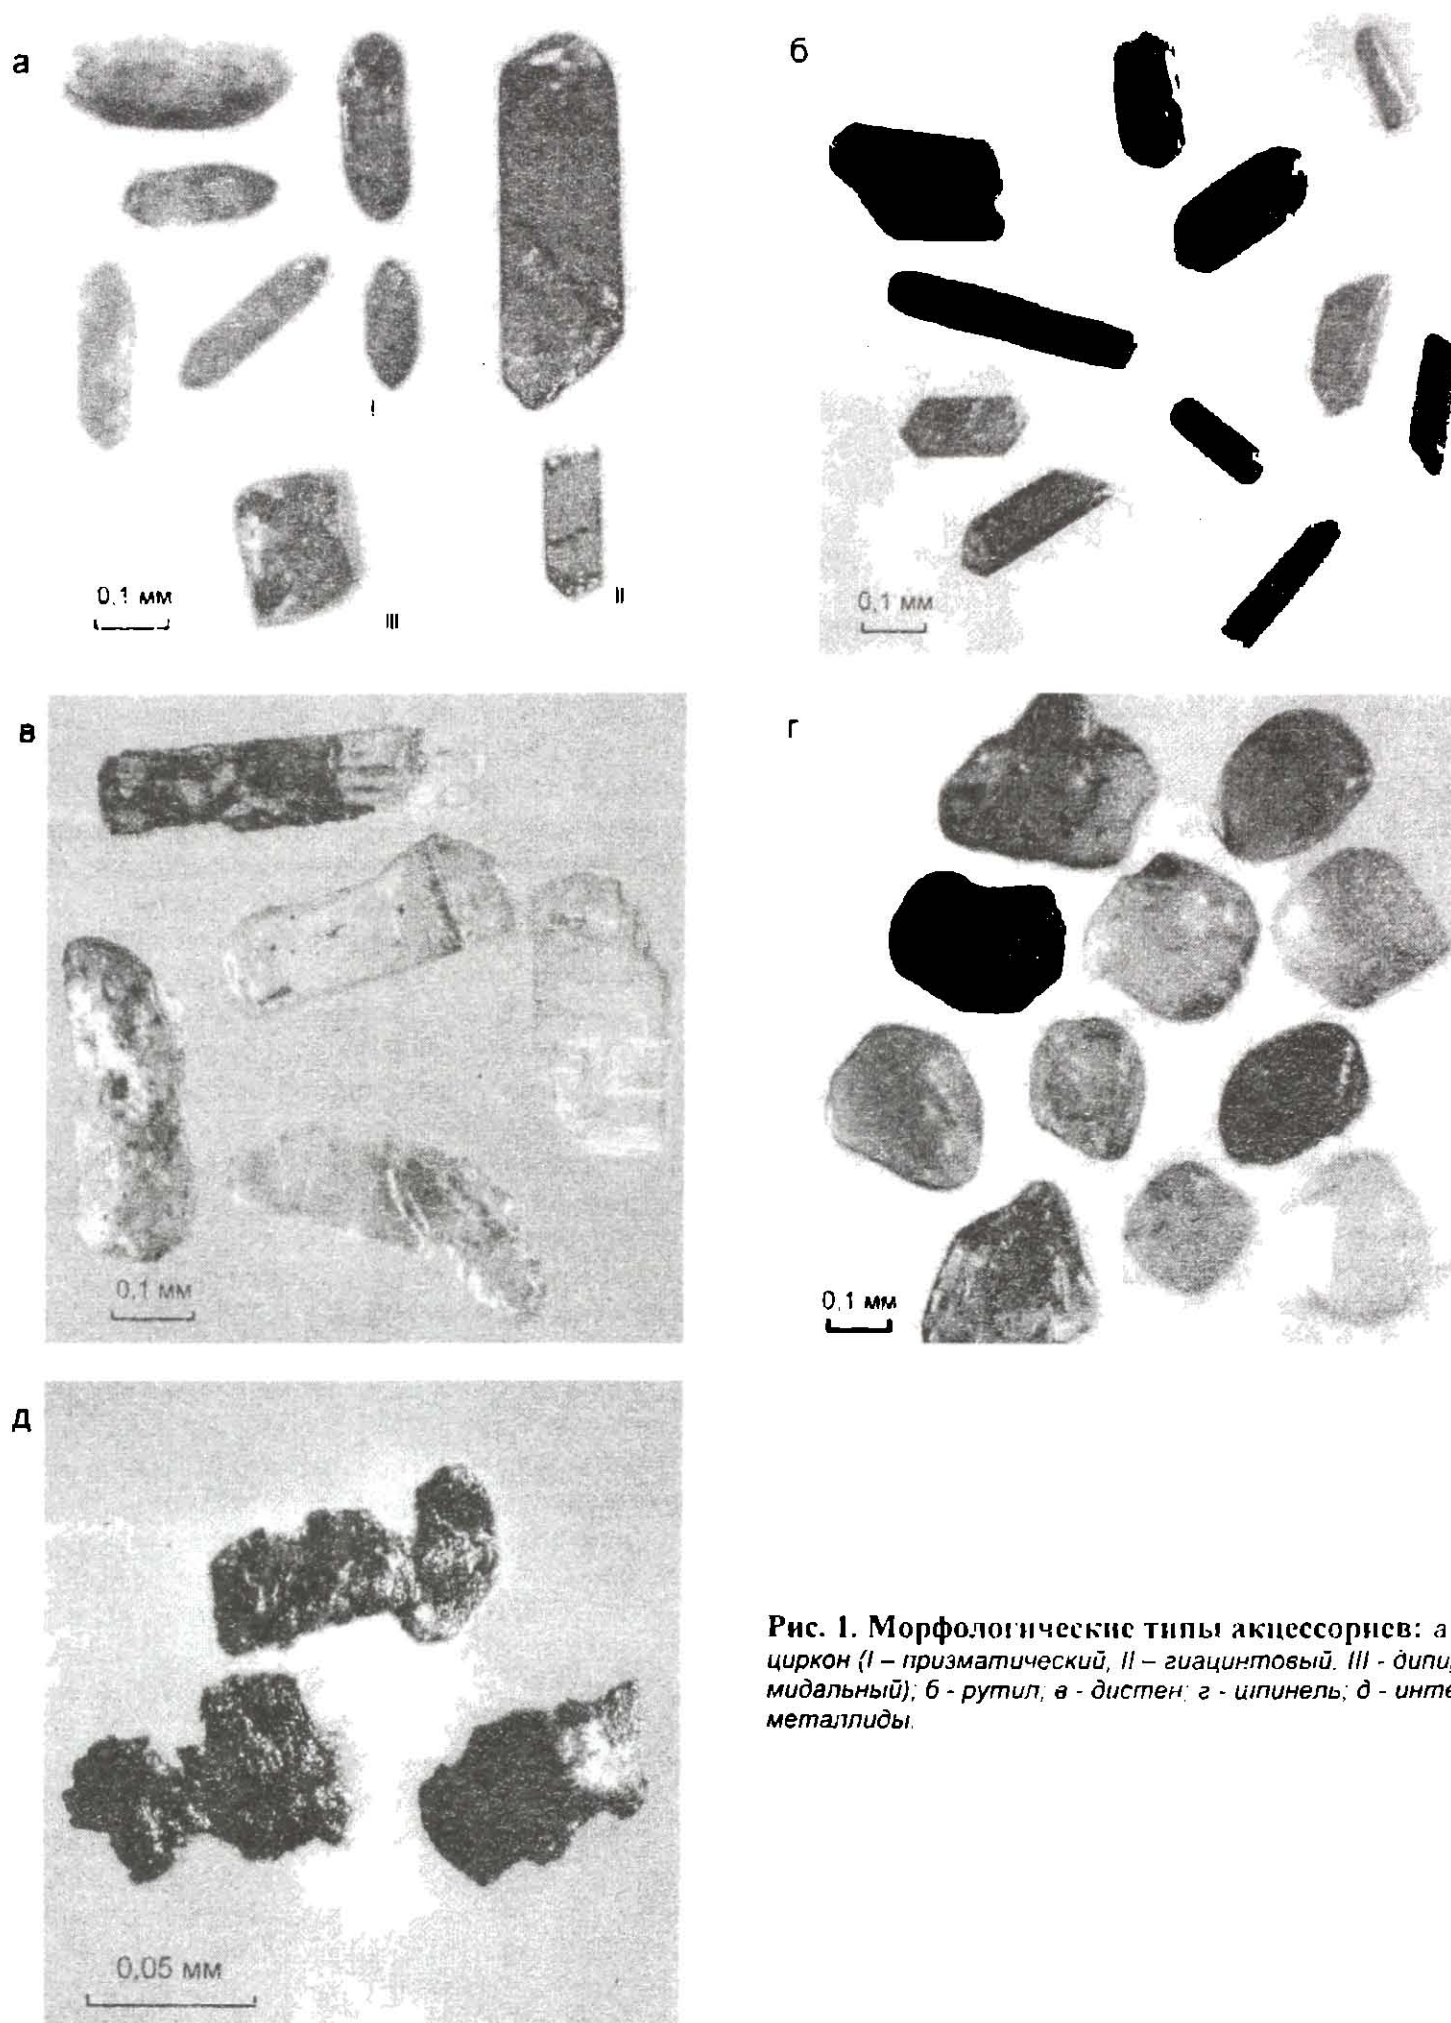 а
б
I
0,1 мм
III
II
0,1 мм
в
г
0,1 мм
0,1 мм
д
0,05 мм
Рис. 1. Морфологические типы акцессориев: а
циркон (I – призматический, II – гиацинтовый. III - дипи
мидальный); б - рутил; в - дистен; г - шпинель; д - инте
металлиды.